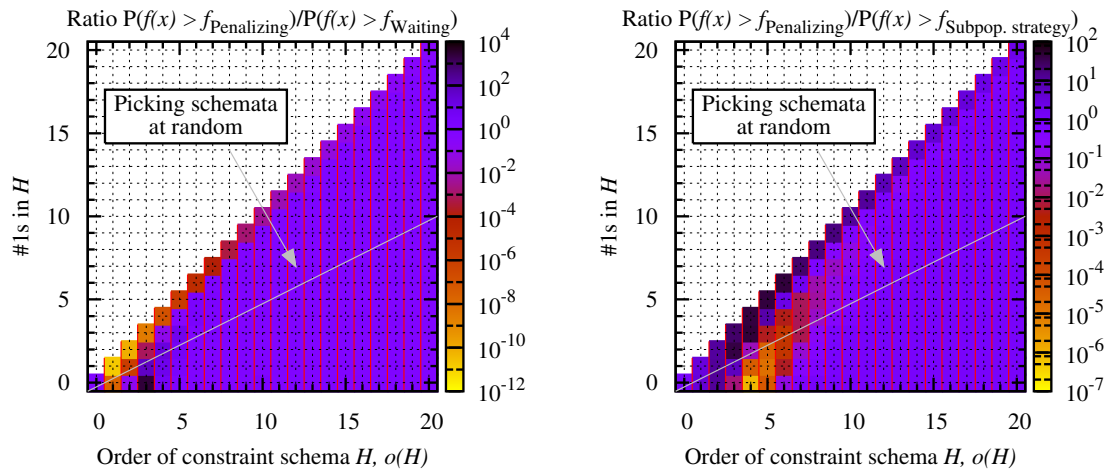 Ratio P(f(x) > f_Penalizing)/P(f(x) > f_Waiting)
20
15
10
5
0
#1s in H
Picking schemata
at random
0 5 10 15 20
Order of constraint schema H, o(H)
10^4
10^2
10^0
10^-2
10^-4
10^-6
10^-8
10^-10
10^-12
Ratio P(f(x) > f_Penalizing)/P(f(x) > f_Subpop. strategy)
20
15
10
5
0
#1s in H
Picking schemata
at random
0 5 10 15 20
Order of constraint schema H, o(H)
10^2
10^1
10^0
10^-1
10^-2
10^-3
10^-4
10^-5
10^-6
10^-7